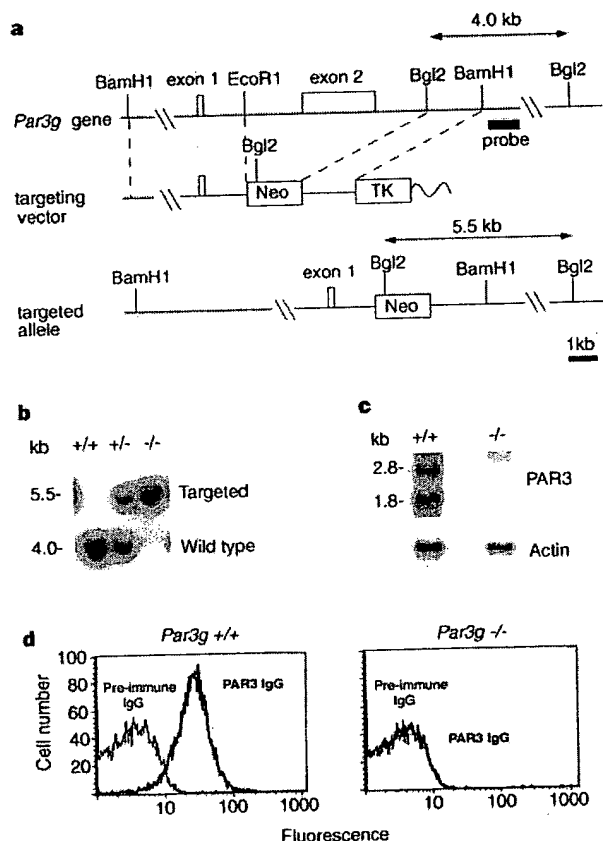 a
4.0 kb
BamH1 exon 1 EcoR1 exon 2 Bgl2 BamH1 Bgl2
Par3g gene
probe
Bgl2
targeting vector
Neo TK
5.5 kb
BamH1 exon 1 Bgl2 BamH1 Bgl2
targeted allele
Neo
1kb
b
kb +/+ +/- -/-
5.5- Targeted
4.0- Wild type
c
kb +/+ -/-
2.8-
PAR3
1.8-
Actin
d
Par3g +/+
Cell number
100
80
60
40
20
Pre-immune IgG
PAR3 IgG
10 100 1000
Par3g -/-
Pre-immune IgG
PAR3 IgG
10 100 1000
Fluorescence